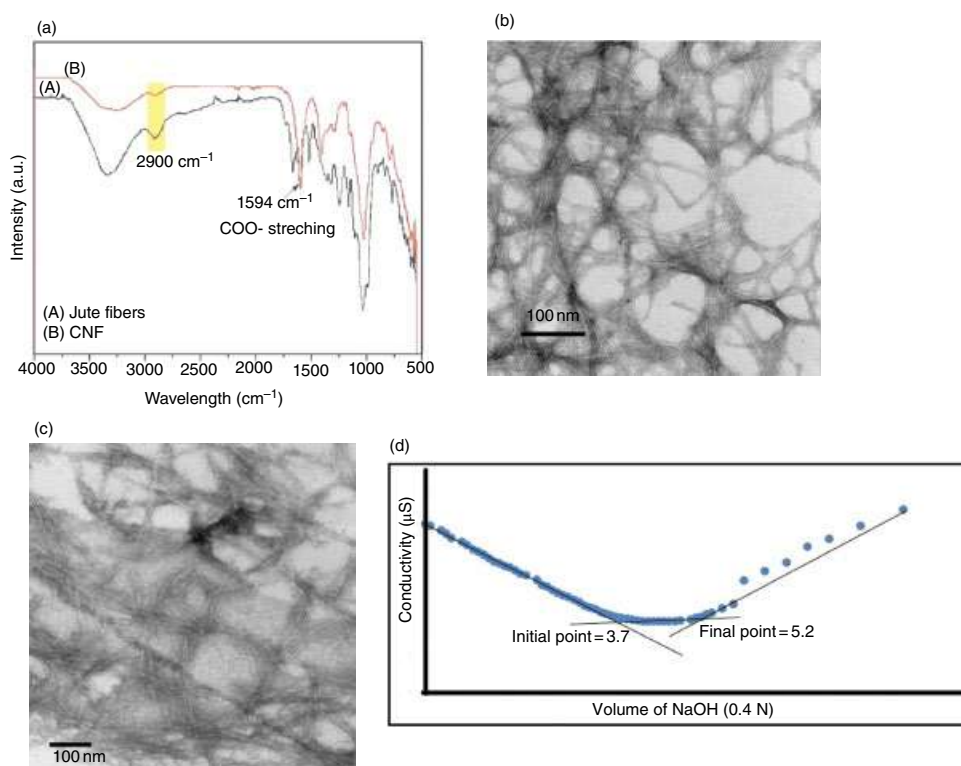 (a)
(B)
(A)
2900 cm⁻¹
1594 cm⁻¹
COO- streching
(A) Jute fibers
(B) CNF
Intensity (a.u.)
4000 3500 3000 2500 2000 1500 1000 500
Wavelength (cm⁻¹)
(b)
100 nm
(c)
100 nm
(d)
Conductivity (μS)
Initial point = 3.7
Final point = 5.2
Volume of NaOH (0.4 N)